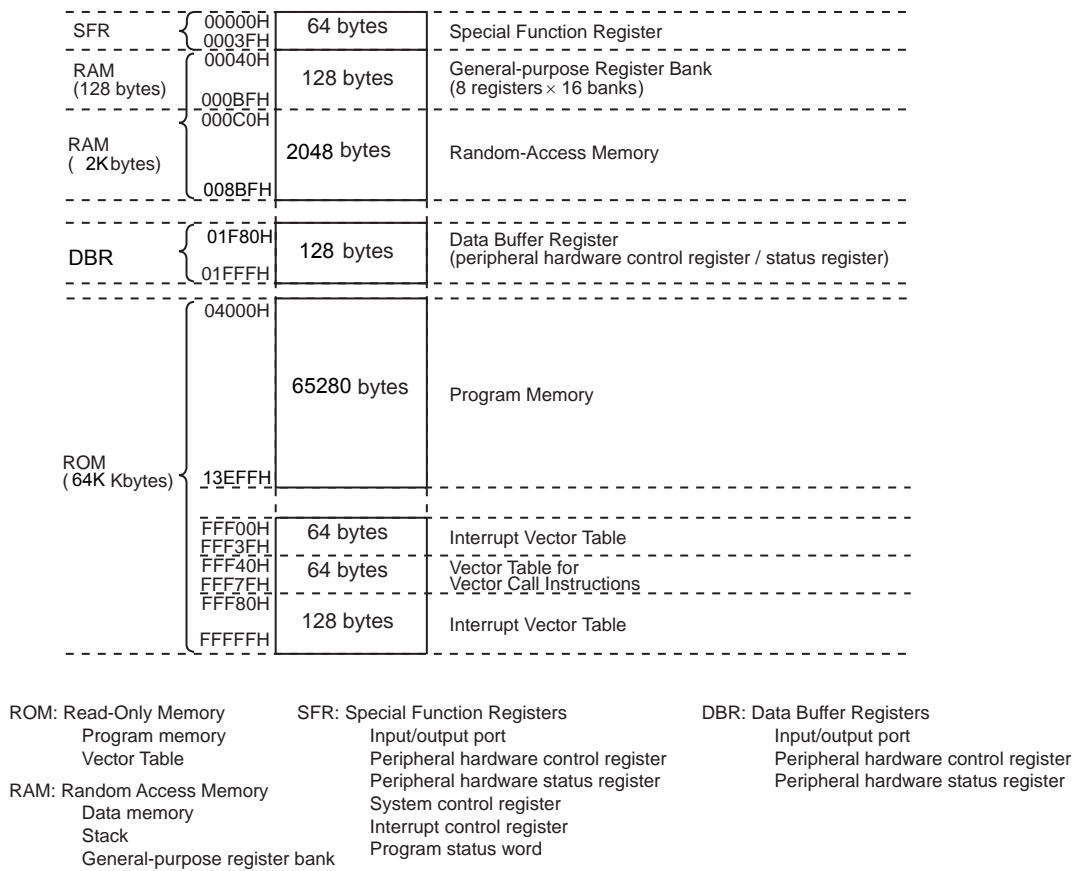 SFR
00000H
0003FH
64 bytes
Special Function Register
RAM
(128 bytes)
00040H
000BFH
128 bytes
General-purpose Register Bank
(8 registers × 16 banks)
RAM
( 2Kbytes)
000C0H
008BFH
2048 bytes
Random-Access Memory
DBR
01F80H
01FFFH
128 bytes
Data Buffer Register
(peripheral hardware control register / status register)
ROM
( 64K Kbytes)
04000H
13EFFH
65280 bytes
Program Memory
FFF00H
FFF3FH
64 bytes
Interrupt Vector Table
FFF40H
FFF7FH
64 bytes
Vector Table for
Vector Call Instructions
FFF80H
FFFFFH
128 bytes
Interrupt Vector Table
ROM: Read-Only Memory
Program memory
Vector Table
RAM: Random Access Memory
Data memory
Stack
General-purpose register bank
SFR: Special Function Registers
Input/output port
Peripheral hardware control register
Peripheral hardware status register
System control register
Interrupt control register
Program status word
DBR: Data Buffer Registers
Input/output port
Peripheral hardware control register
Peripheral hardware status register